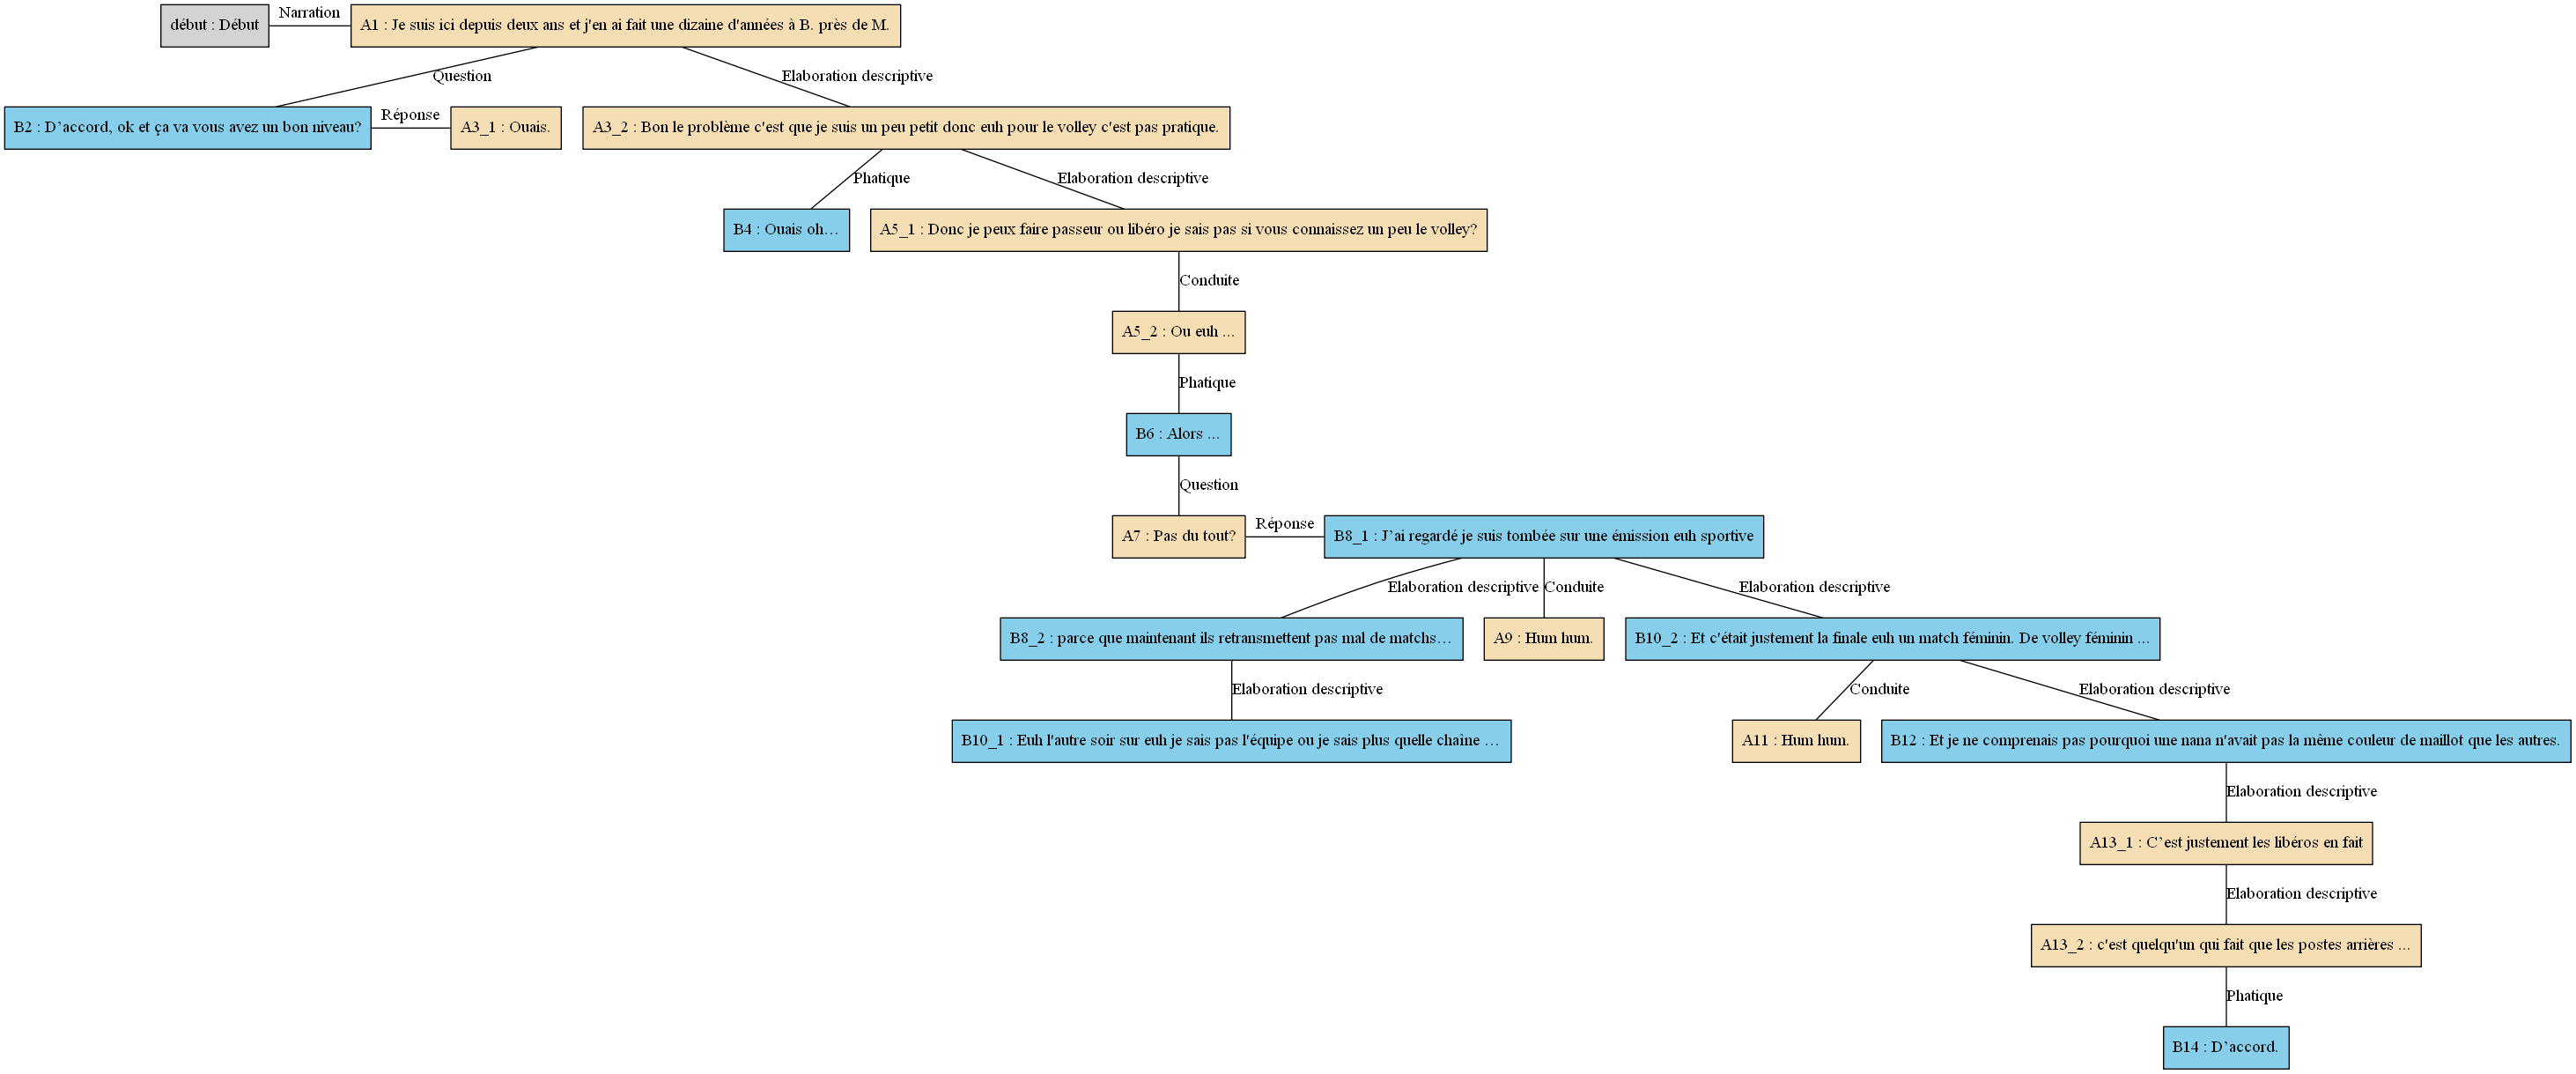 début : Début
Narration
A1 : Je suis ici depuis deux ans et j'en ai fait une dizaine d'années à B. près de M.
Question
Elaboration descriptive
B2 : D’accord, ok et ça va vous avez un bon niveau?
Réponse
A3_1 : Ouais.
A3_2 : Bon le problème c'est que je suis un peu petit donc euh pour le volley c'est pas pratique.
Phatique
Elaboration descriptive
B4 : Ouais oh…
A5_1 : Donc je peux faire passeur ou libéro je sais pas si vous connaissez un peu le volley?
Conduite
A5_2 : Ou euh ...
Phatique
B6 : Alors ...
Question
A7 : Pas du tout?
Réponse
B8_1 : J’ai regardé je suis tombée sur une émission euh sportive
Elaboration descriptive
Conduite
Elaboration descriptive
B8_2 : parce que maintenant ils retransmettent pas mal de matchs…
A9 : Hum hum.
B10_2 : Et c'était justement la finale euh un match féminin. De volley féminin ...
Elaboration descriptive
Conduite
Elaboration descriptive
B10_1 : Euh l'autre soir sur euh je sais pas l'équipe ou je sais plus quelle chaîne …
A11 : Hum hum.
B12 : Et je ne comprenais pas pourquoi une nana n'avait pas la même couleur de maillot que les autres.
Elaboration descriptive
A13_1 : C’est justement les libéros en fait
Elaboration descriptive
A13_2 : c'est quelqu'un qui fait que les postes arrières ...
Phatique
B14 : D’accord.